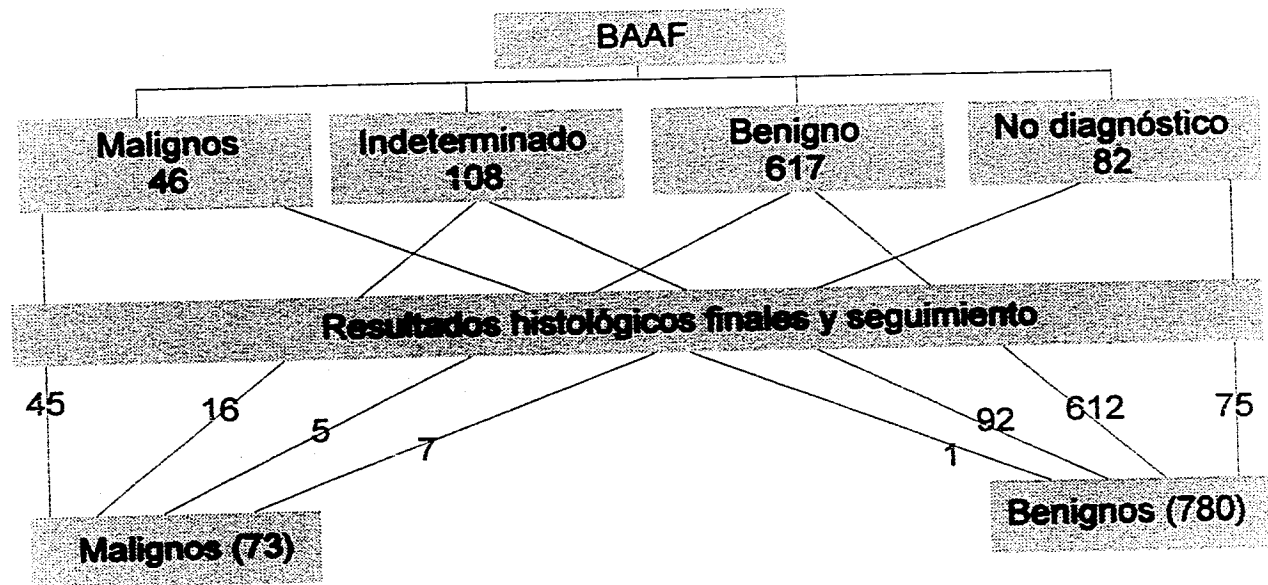 BAAF
Malignos
46
Indeterminado
108
Benigno
617
No diagnóstico
82
Resultados histológicos finales y seguimiento
45
16
5
7
1
92
612
75
Malignos (73)
Benignos (780)